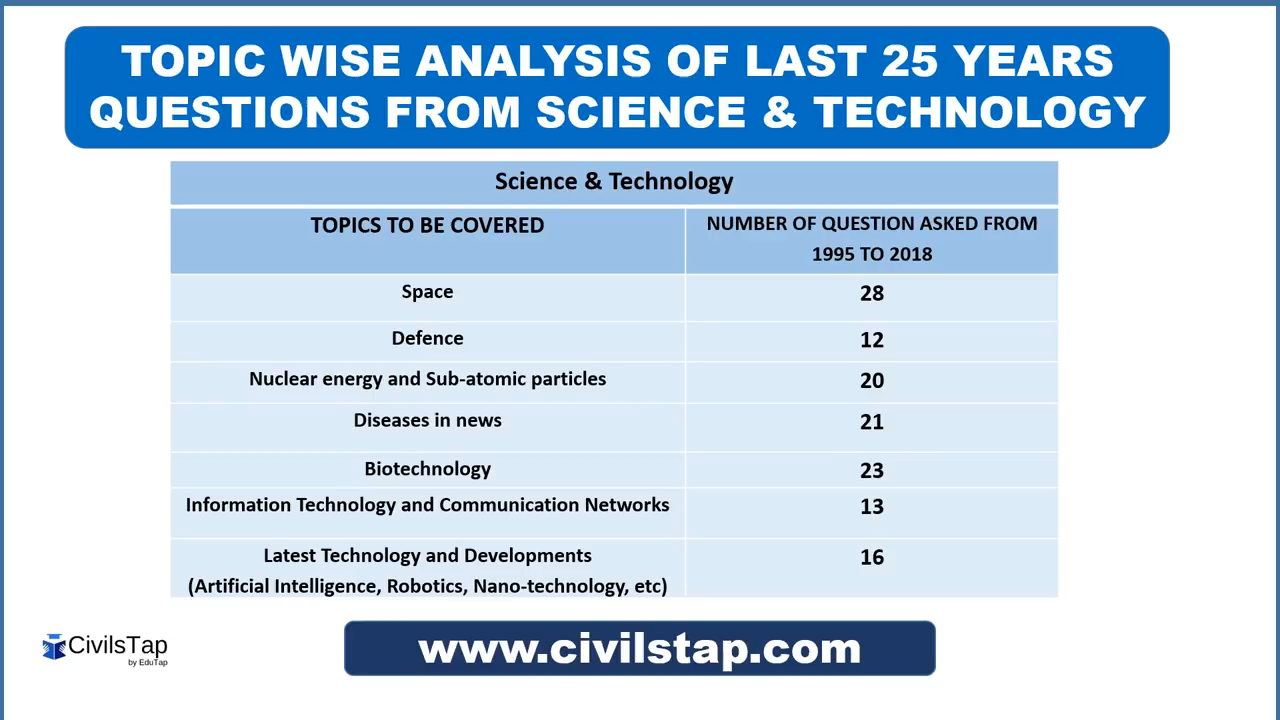 TOPIC WISE ANALYSIS OF LAST 25 YEARS
QUESTIONS FROM SCIENCE & TECHNOLOGY
Science & Technology
TOPICS TO BE COVERED
NUMBER OF QUESTION ASKED FROM
1995 TO 2018
Space
28
Defence
12
Nuclear energy and Sub-atomic particles
20
Diseases in news
21
Biotechnology
23
Information Technology and Communication Networks
13
Latest Technology and Developments
(Artificial Intelligence, Robotics, Nano-technology, etc)
16
CivilsTap
by EduTap
www.civilstap.com